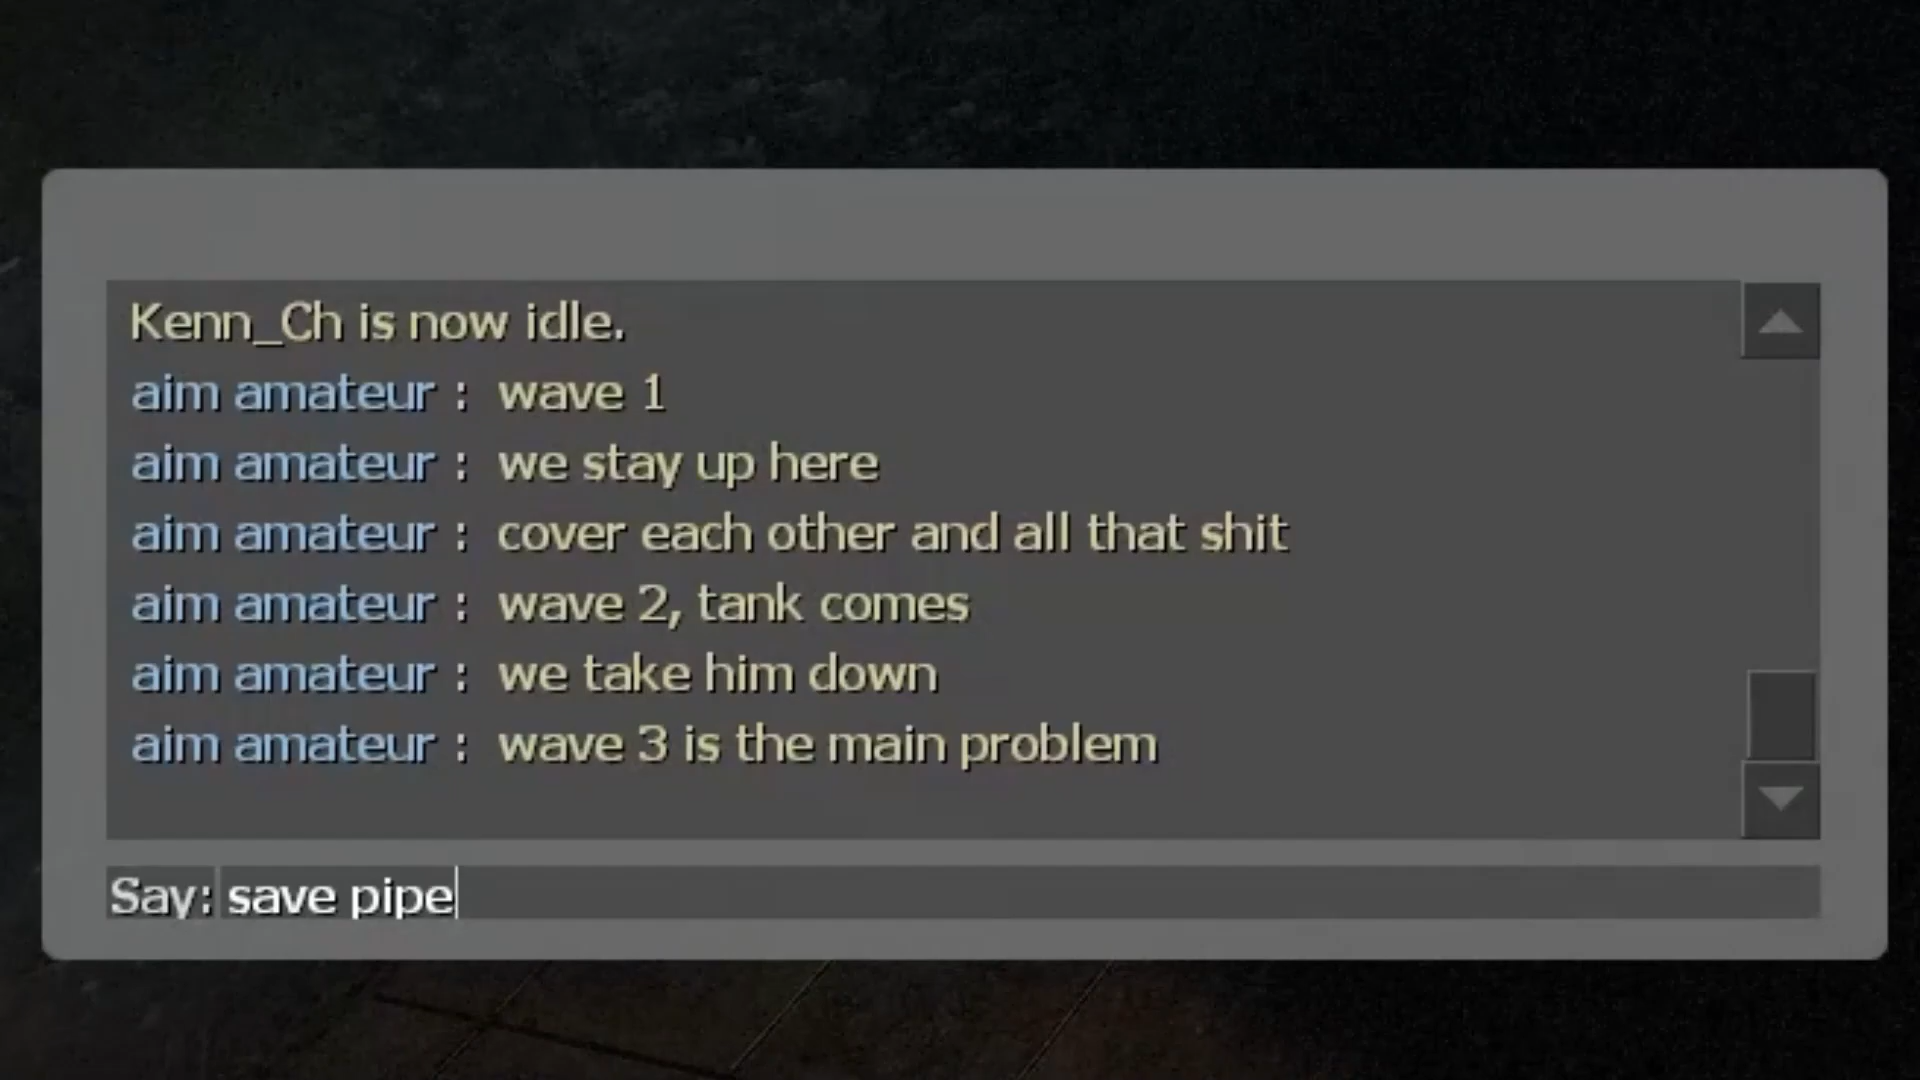 Kenn_Ch is now idle.
aim amateur : wave 1
aim amateur : we stay up here
aim amateur : cover each other and all that shit
aim amateur : wave 2, tank comes
aim amateur : we take him down
aim amateur : wave 3 is the main problem
Say: save pipe